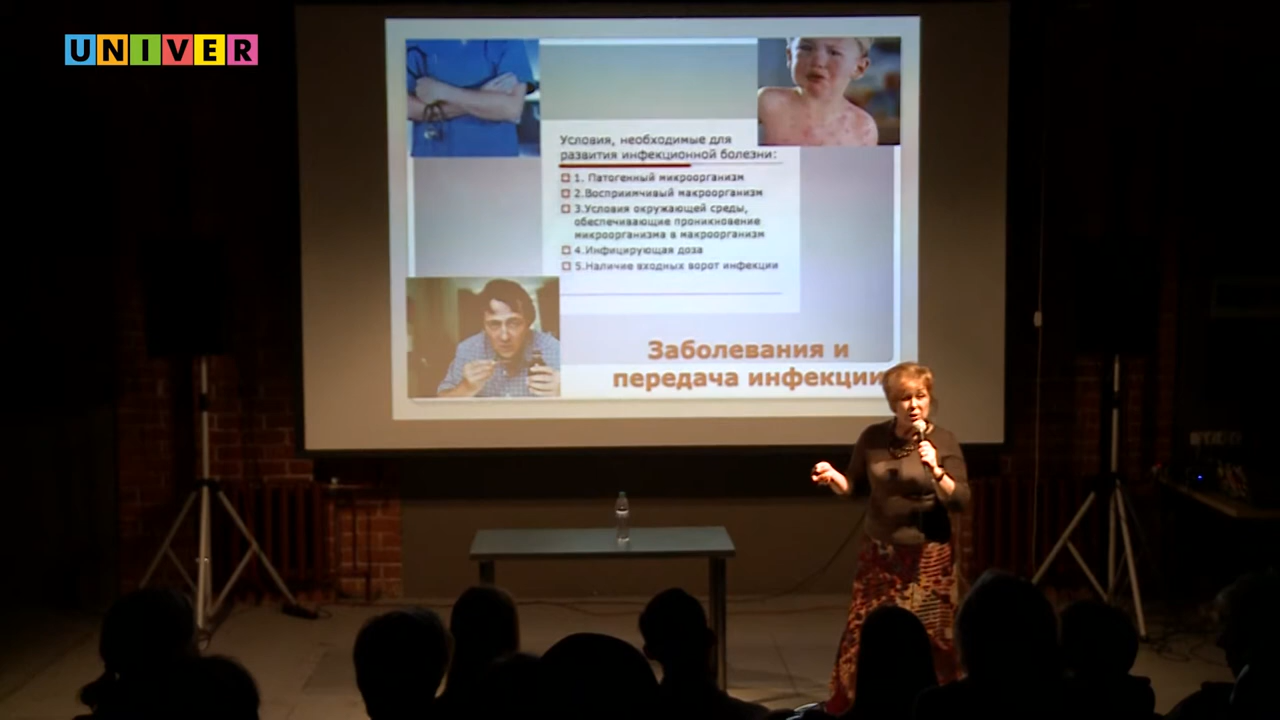 UNIVER
Условия, необходимые для
развития инфекционной болезни:
1. Патогенный микроорганизм
2.Восприимчивый макроорганизм
3.Условия окружающей среды,
обеспечивающие проникновение
микроорганизма в макроорганизм
4.Инфицирующая доза
5.Наличие входных ворот инфекции
Заболевания и
передача инфекции